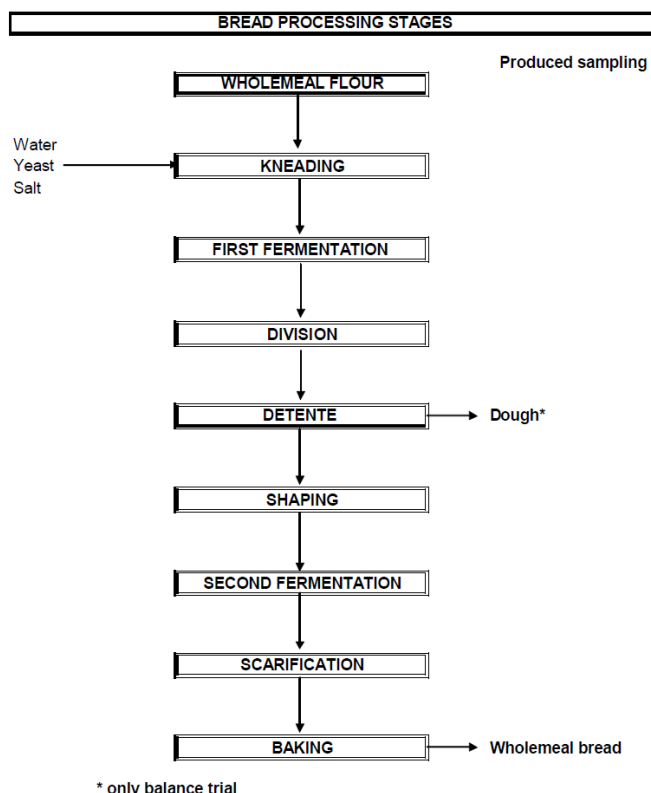 BREAD PROCESSING STAGES
Produced sampling
WHOLEMEAL FLOUR
Water
Yeast
Salt
KNEADING
FIRST FERMENTATION
DIVISION
DETENTE
Dough*
SHAPING
SECOND FERMENTATION
SCARIFICATION
BAKING
Wholemeal bread
* only balance trial